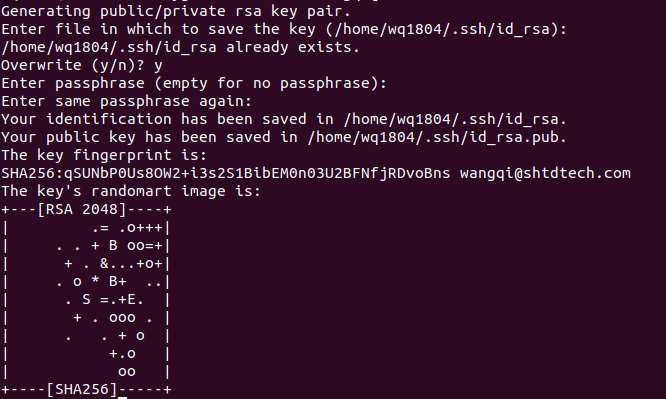 Generating public/private rsa key pair.
Enter file in which to save the key (/home/wq1804/.ssh/id_rsa):
/home/wq1804/.ssh/id_rsa already exists.
Overwrite (y/n)? y
Enter passphrase (empty for no passphrase):
Enter same passphrase again:
Your identification has been saved in /home/wq1804/.ssh/id_rsa.
Your public key has been saved in /home/wq1804/.ssh/id_rsa.pub.
The key fingerprint is:
SHA256:qSUNbP0Us8OW2+i3s2S1BibEM0n03U2BFNfjRDvoBns wangqi@shtdtech.com
The key's randomart image is:
+---[RSA 2048]----+
|          .= .o+++|
|      . . + B oo=+|
|       + . &...+o+|
|      . o * B+  ..|
|       . S =.+E.  |
|        + . ooo . |
|       .   . + o  |
|            +.o   |
|             oo   |
+----[SHA256]-----+